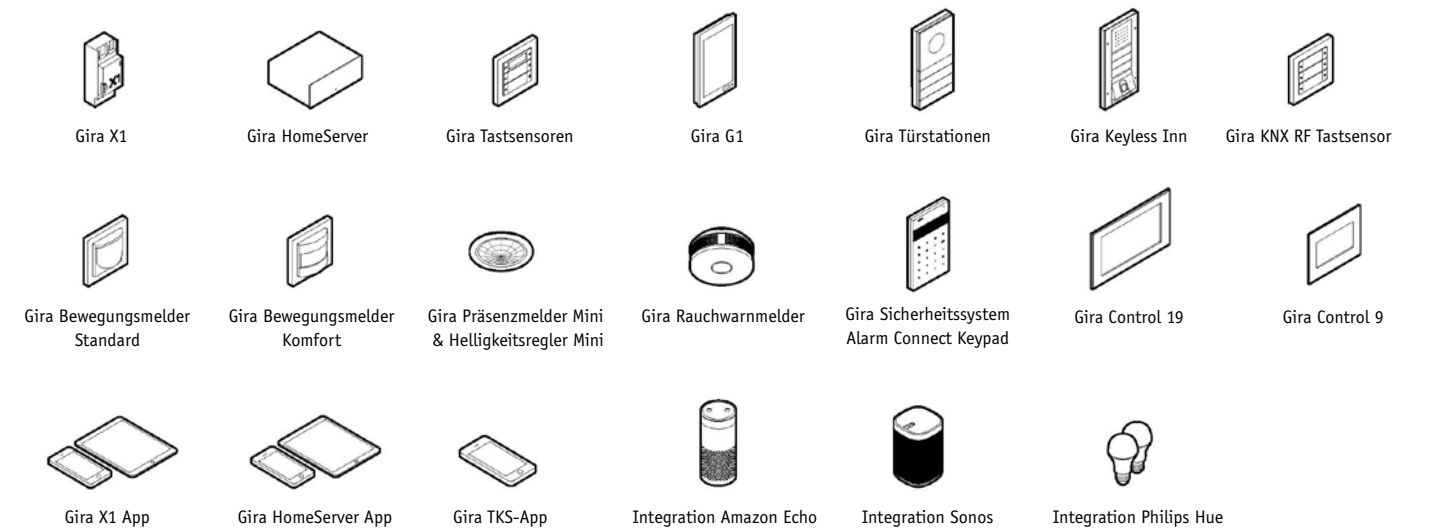 X1
Gira X1
Gira HomeServer
Gira Tastsensoren
Gira G1
Gira Türstationen
Gira Keyless Inn
Gira KNX RF Tastsensor
Gira Bewegungsmelder
Standard
Gira Bewegungsmelder
Komfort
Gira Präsenzmelder Mini
& Helligkeitsregler Mini
Gira Rauchwarnmelder
Gira Sicherheitssystem
Alarm Connect Keypad
Gira Control 19
Gira Control 9
Gira X1 App
Gira HomeServer App
Gira TKS-App
Integration Amazon Echo
Integration Sonos
Integration Philips Hue